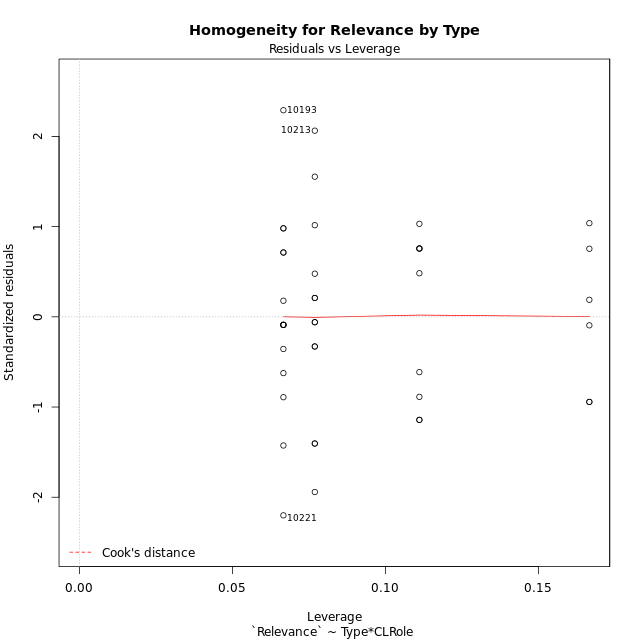 Homogeneity for Relevance by Type
Residuals vs Leverage
10193
10213
2
1
0
-1
-2
Standardized residuals
10221
Cook's distance
0.00 0.05 0.10 0.15
Leverage
`Relevance` ~ Type*CLRole